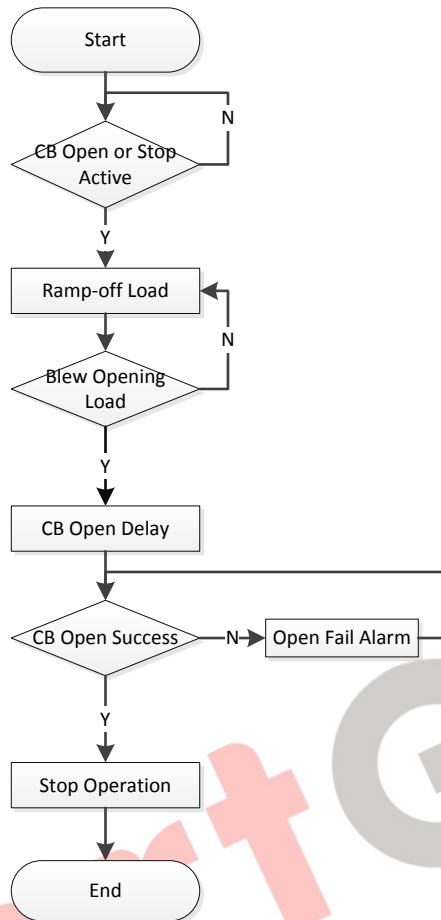 Start
N
CB Open or Stop
Active
Y
Ramp-off Load
N
Blew Opening
Load
Y
CB Open Delay
CB Open Success
N
Open Fail Alarm
Y
Stop Operation
End